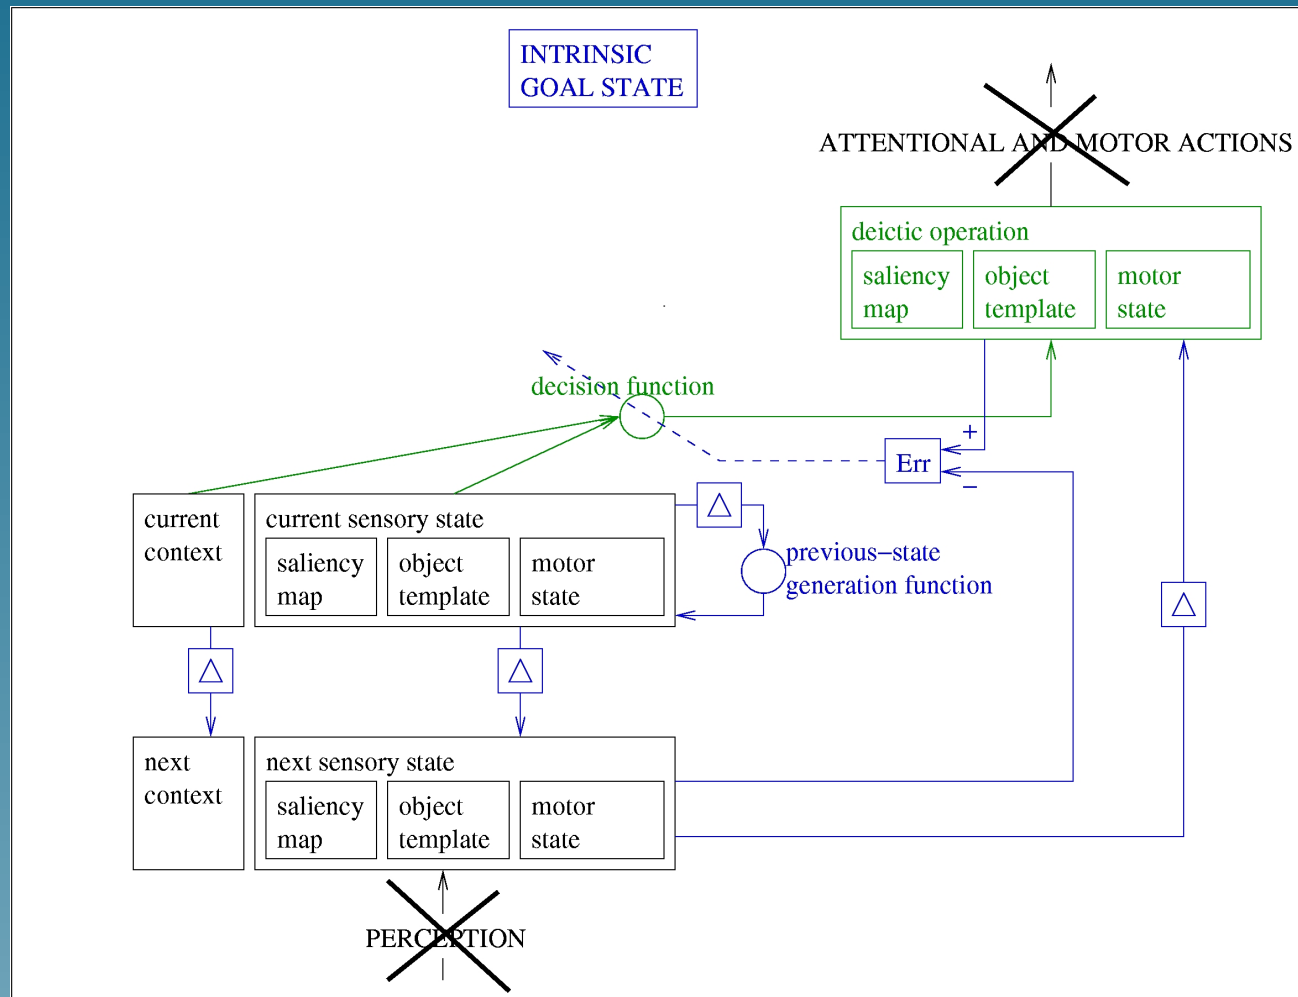 INTRINSIC
GOAL STATE
ATTENTIONAL AND MOTOR ACTIONS
deictic operation
saliency
map
object
template
motor
state
decision function
+
Err
−
current
context
current sensory state
saliency
map
object
template
motor
state
△
previous−state
generation function
△
△
△
next
context
next sensory state
saliency
map
object
template
motor
state
PERCEPTION